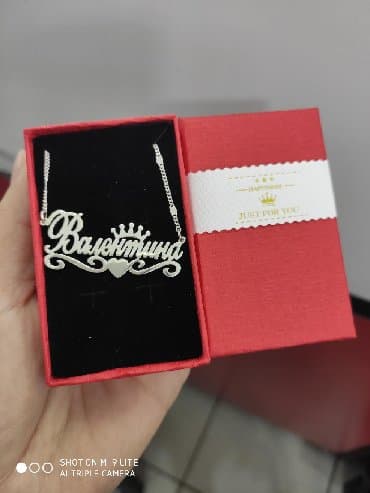 Валентина
HAPPINESS
JUST FOR YOU
SHOT ON MI 9 LITE
AI TRIPLE CAMERA